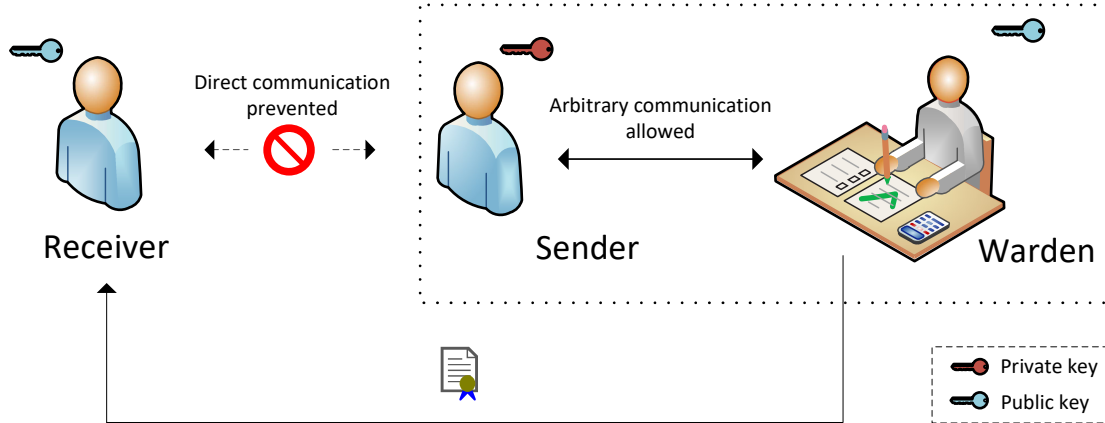 Direct communication
prevented
Arbitrary communication
allowed
Receiver
Sender
Warden
Private key
Public key